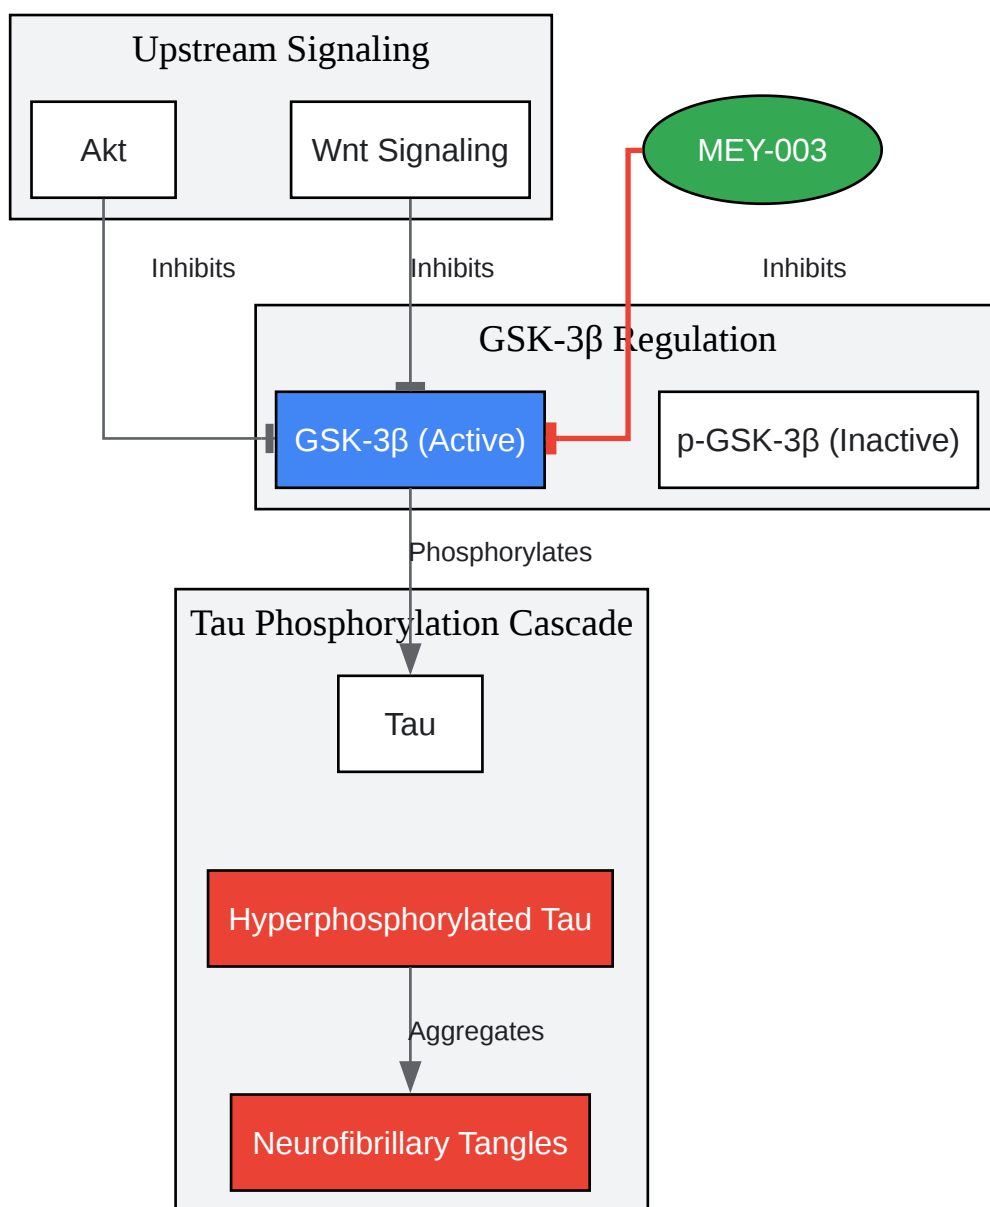 Upstream Signaling
Akt
Wnt Signaling
MEY-003
Inhibits
Inhibits
Inhibits
GSK-3β Regulation
GSK-3β (Active)
p-GSK-3β (Inactive)
Phosphorylates
Tau Phosphorylation Cascade
Tau
Hyperphosphorylated Tau
Aggregates
Neurofibrillary Tangles